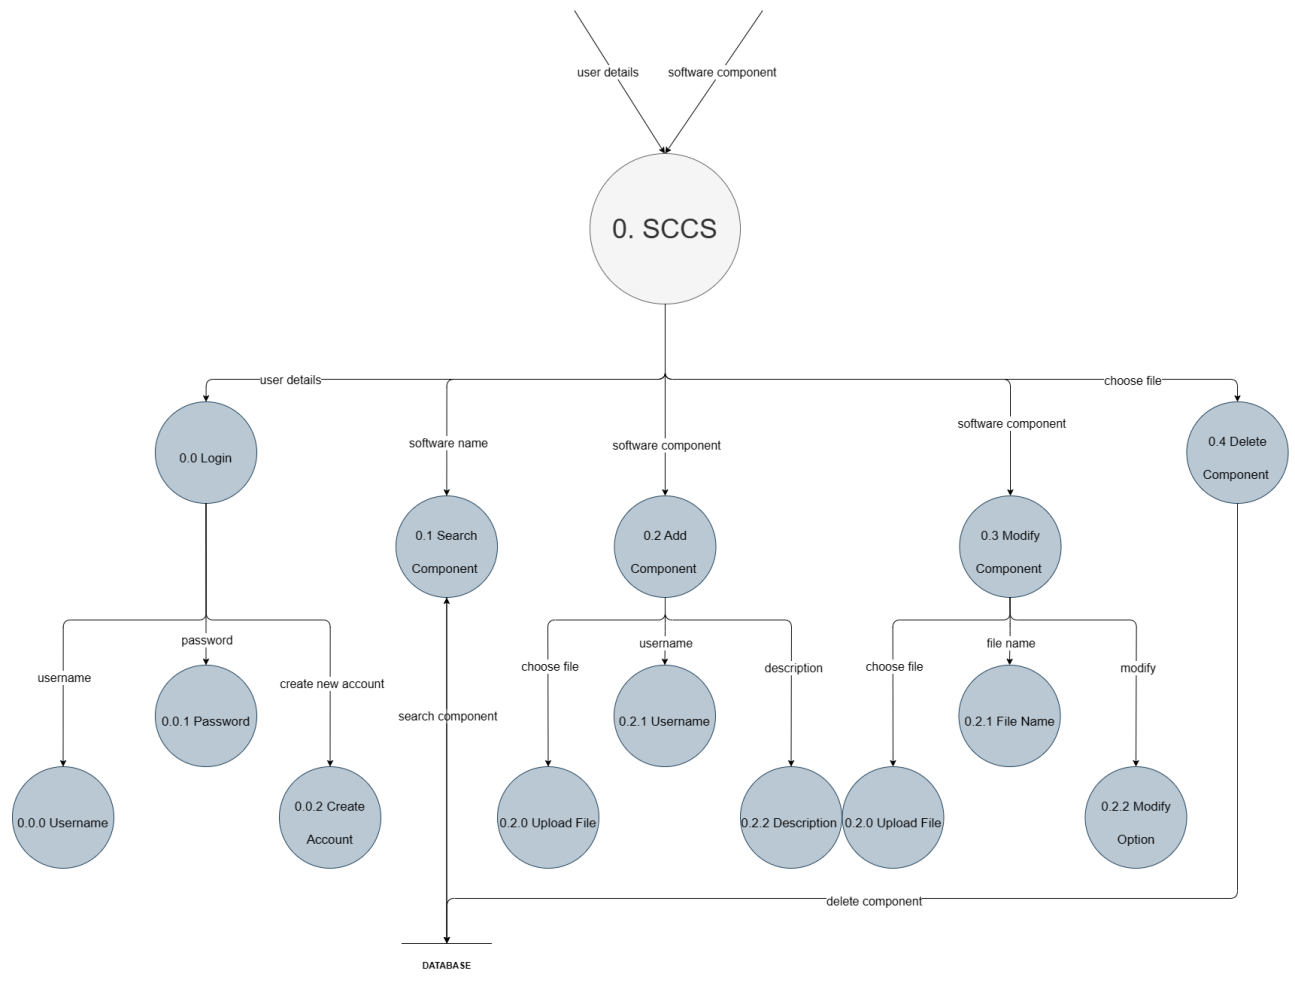 user details
software component
0. SCCS
user details
choose file
software name
software component
software component
0.0 Login
0.4 Delete
Component
0.1 Search
Component
0.2 Add
Component
0.3 Modify
Component
username
password
create new account
search component
choose file
username
description
choose file
file name
modify
0.0.1 Password
0.2.1 Username
0.2.1 File Name
0.0.0 Username
0.0.2 Create
Account
0.2.0 Upload File
0.2.2 Description
0.2.0 Upload File
0.2.2 Modify
Option
delete component
DATABASE